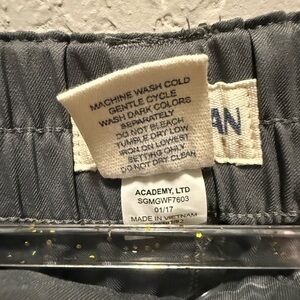 MACHINE WASH COLD
GENTLE CYCLE
WASH DARK COLORS
SEPARATELY
DO NOT BLEACH
TUMBLE DRY LOW
IRON ON LOWEST
SETTING ONLY
DO NOT DRY CLEAN
AN
ACADEMY, LTD
SGMGWF7603
01/17
MADE IN VIETNAM